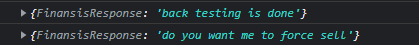 ▶{FinansisResponse: 'back testing is done'}
▶{FinansisResponse: 'do you want me to force sell'}